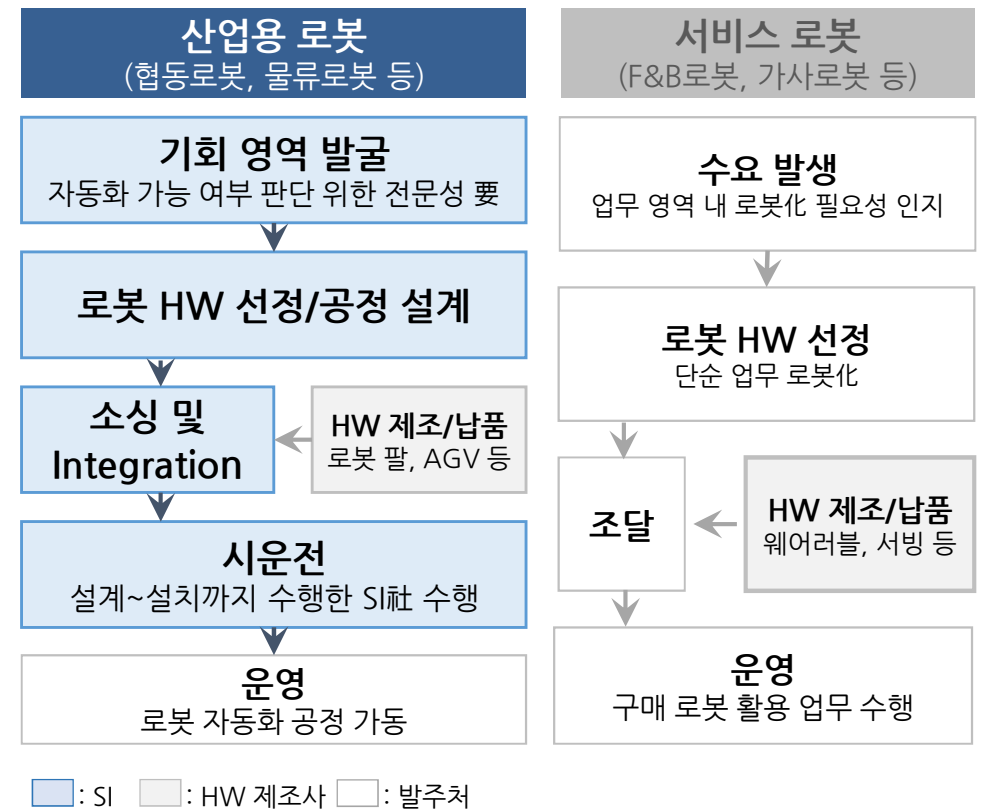 산업용 로봇
(협동로봇, 물류로봇 등)
기회 영역 발굴
자동화 가능 여부 판단 위한 전문성 要
로봇 HW 선정/공정 설계
소싱 및
Integration
HW 제조/납품
로봇 팔, AGV 등
시운전
설계~설치까지 수행한 SI社 수행
운영
로봇 자동화 공정 가동
서비스 로봇
(F&B로봇, 가사로봇 등)
수요 발생
업무 영역 내 로봇化 필요성 인지
로봇 HW 선정
단순 업무 로봇化
조달
HW 제조/납품
웨어러블, 서빙 등
운영
구매 로봇 활용 업무 수행
: SI : HW 제조사 : 발주처